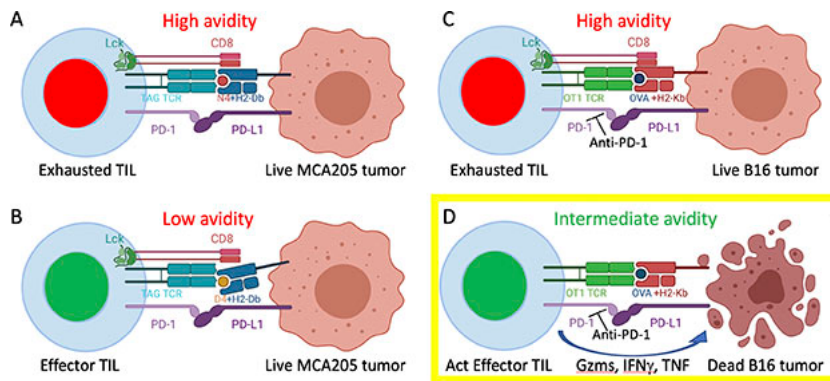 A
High avidity
Lck
CD8
TAG TCR
N4+H2-Db
PD-1
PD-L1
Exhausted TIL
Live MCA205 tumor
B
Low avidity
Lck
CD8
TAG TCR
D4+H2-Db
PD-1
PD-L1
Effector TIL
Live MCA205 tumor
C
High avidity
Lck
CD8
OT1 TCR
OVA +H2-Kb
PD-1
PD-L1
Anti-PD-1
Exhausted TIL
Live B16 tumor
D
Intermediate avidity
OT1 TCR
OVA +H2-Kb
PD-1
PD-L1
Anti-PD-1
Act Effector TIL
Gzms, IFNγ, TNF
Dead B16 tumor